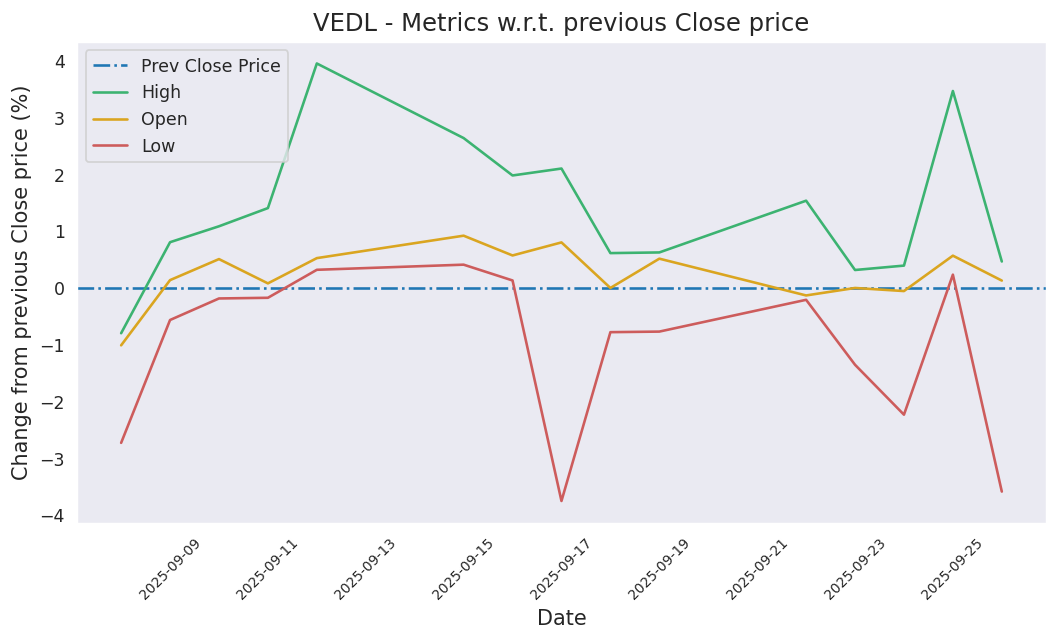 VEDL - Metrics w.r.t. previous Close price
Change from previous Close price (%)
4
3
2
1
0
−1
−2
−3
−4
Prev Close Price
High
Open
Low
2025-09-09
2025-09-11
2025-09-13
2025-09-15
2025-09-17
2025-09-19
2025-09-21
2025-09-23
2025-09-25
Date